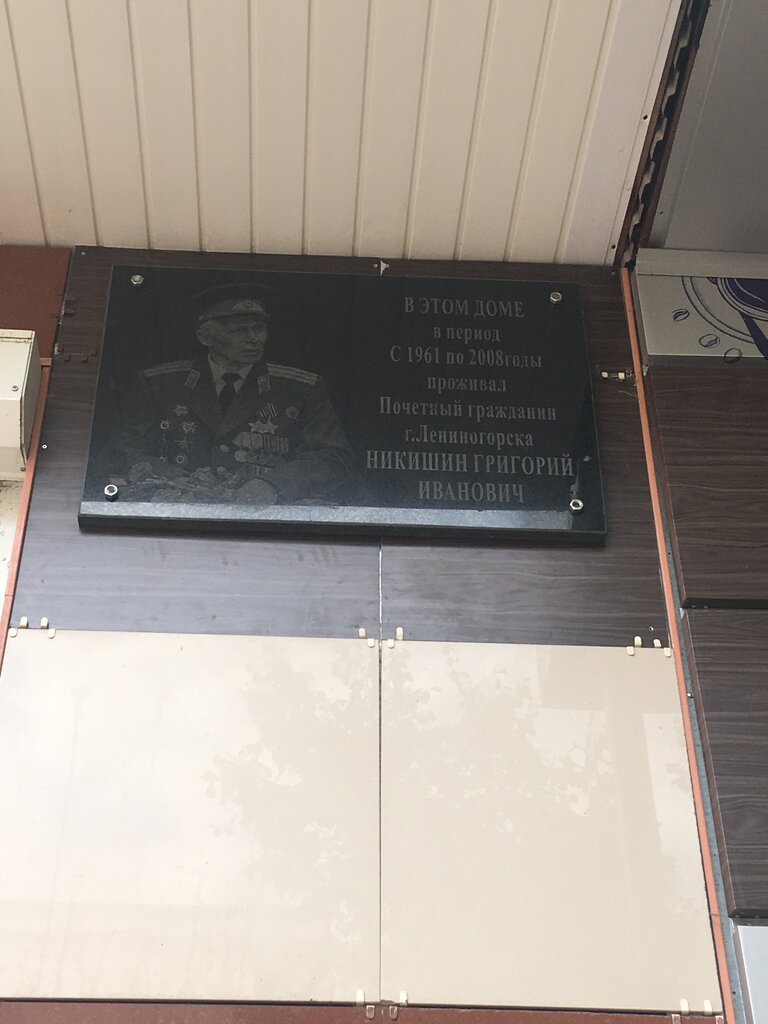 В ЭТОМ ДОМЕ
в период
С 1961 по 2008годы
проживал
Почетный гражданин
г.Лениногорска
НИКИШИН ГРИГОРИЙ
ИВАНОВИЧ